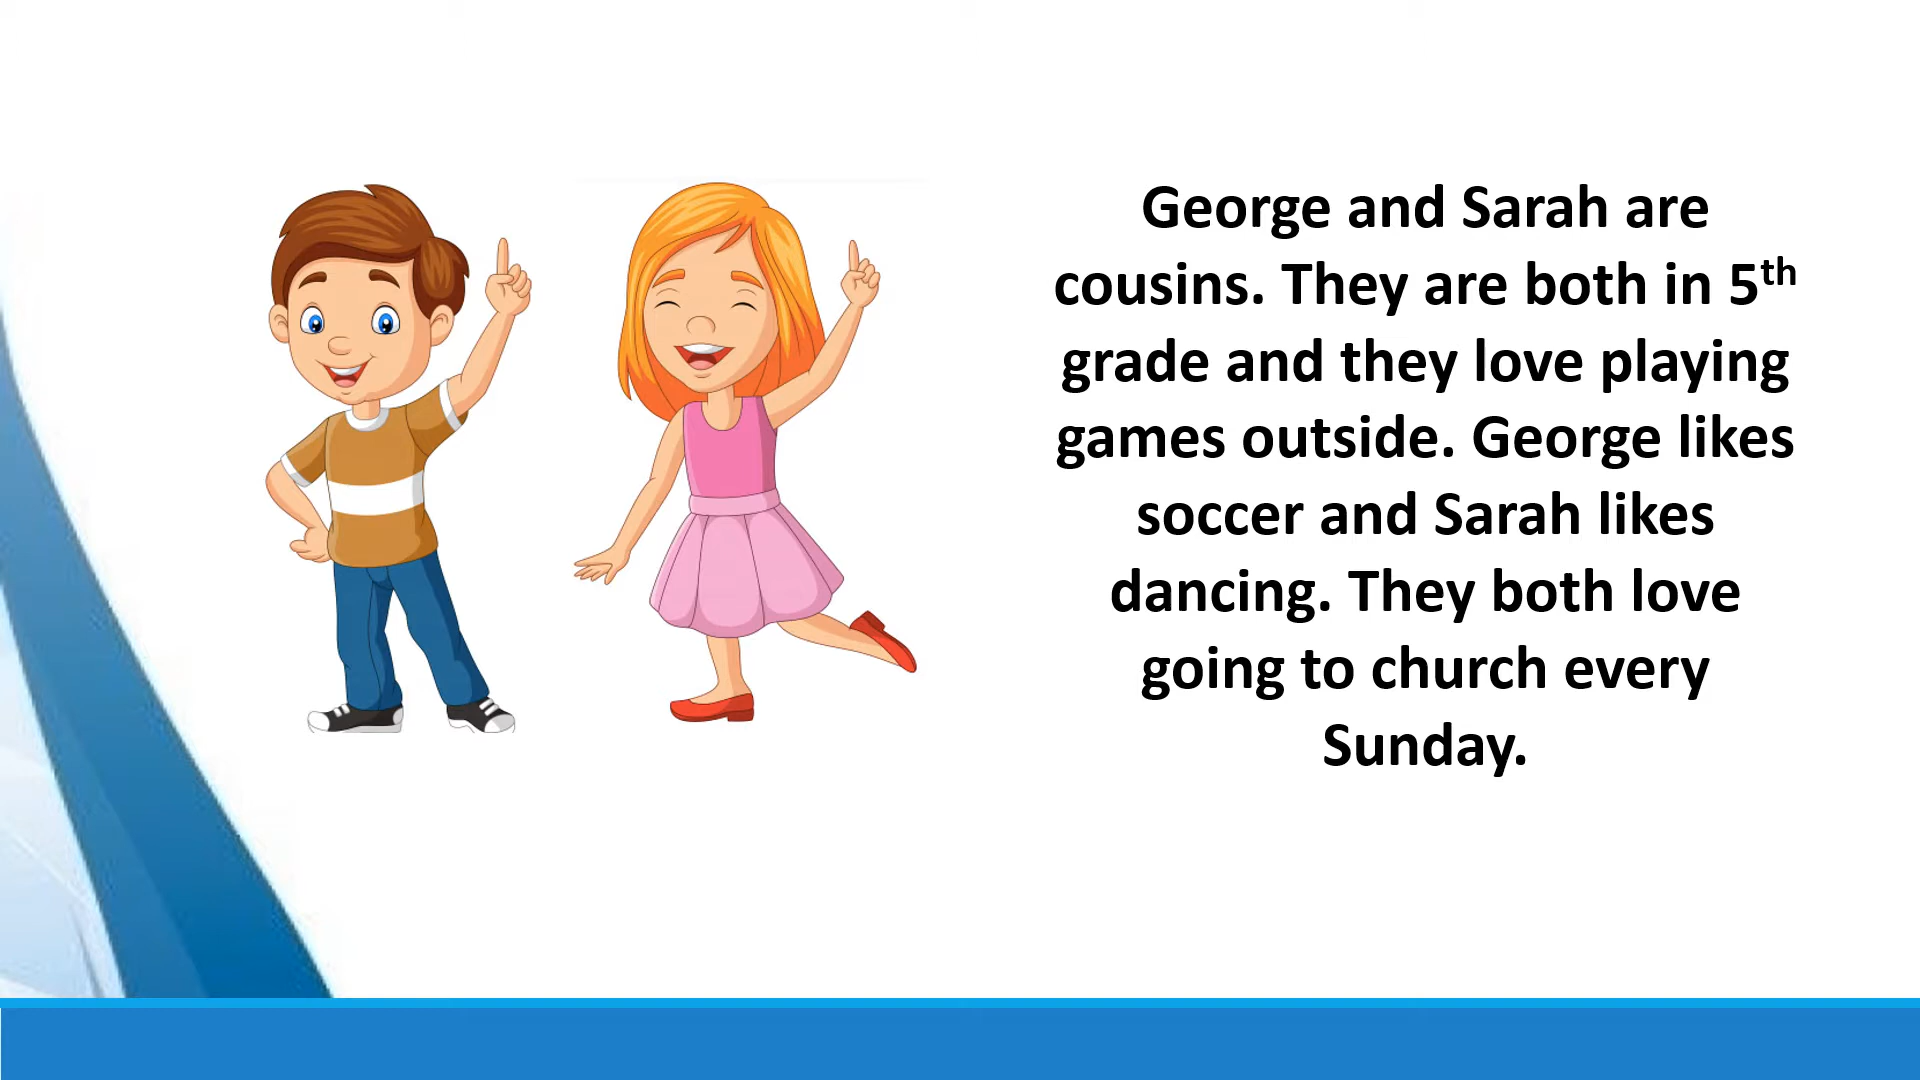 George and Sarah are
cousins. They are both in 5th
grade and they love playing
games outside. George likes
soccer and Sarah likes
dancing. They both love
going to church every
Sunday.